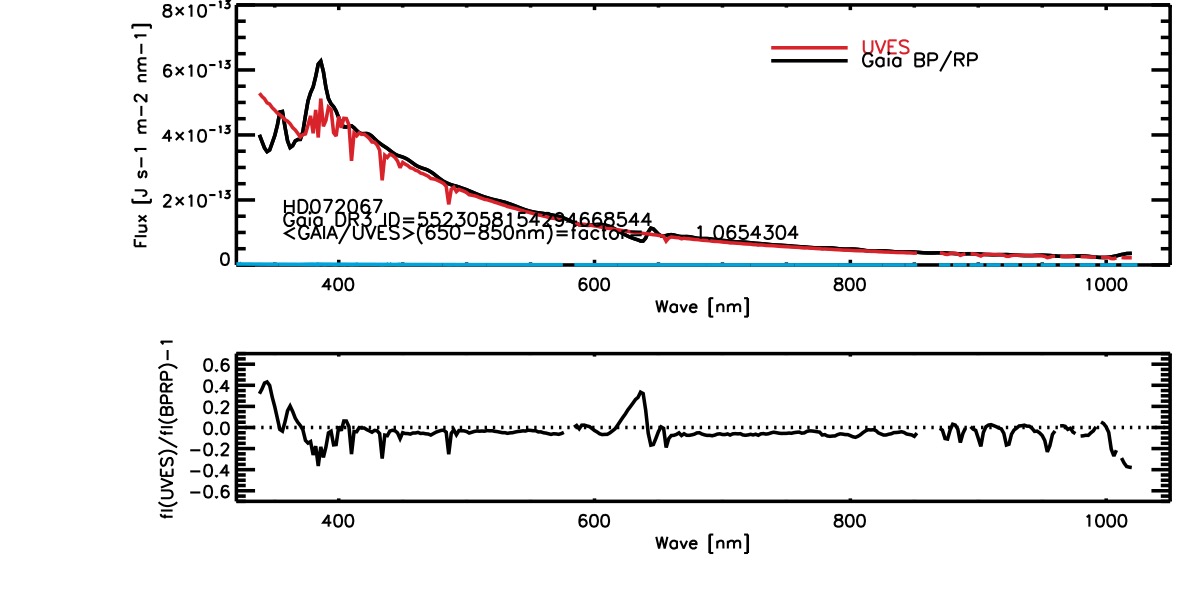 8×10−13
6×10−13
4×10−13
2×10−13
0
Flux [J s−1 m−2 nm−1]
UVES
Gaia BP/RP
HD072067
Gaia DR3 ID=5523058154294668544
<GAIA/UVES>(650−850nm)=factor= 1.0654304
400 600 800 1000
Wave [nm]
fl(UVES)/fl(BPRP)−1
0.6
0.4
0.2
0.0
−0.2
−0.4
−0.6
400 600 800 1000
Wave [nm]